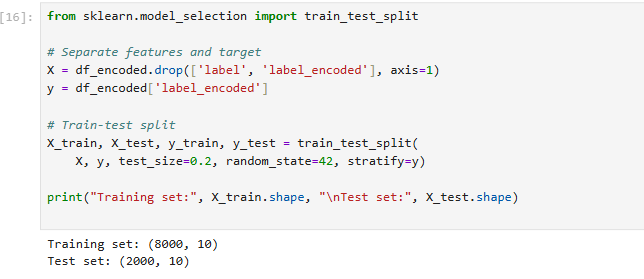 [16]:
from sklearn.model_selection import train_test_split
# Separate features and target
X = df_encoded.drop(['label', 'label_encoded'], axis=1)
y = df_encoded['label_encoded']
# Train-test split
X_train, X_test, y_train, y_test = train_test_split(
    X, y, test_size=0.2, random_state=42, stratify=y)
print("Training set:", X_train.shape, "\nTest set:", X_test.shape)
Training set: (8000, 10)
Test set: (2000, 10)